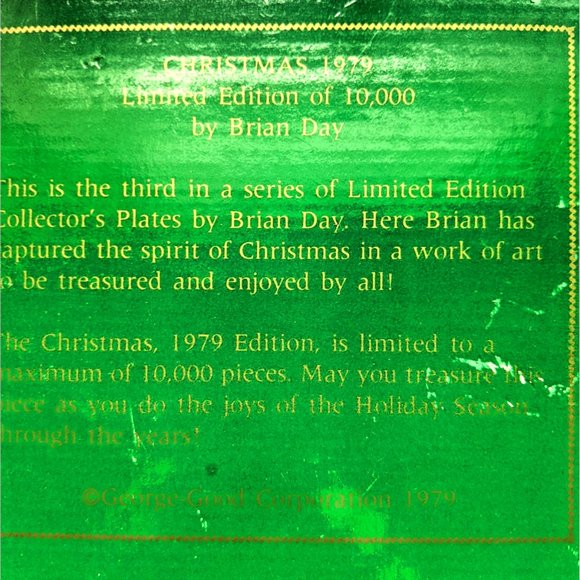 CHRISTMAS 1979
Limited Edition of 10,000
by Brian Day
This is the third in a series of Limited Edition
Collector's Plates by Brian Day. Here Brian has
captured the spirit of Christmas in a work of art
to be treasured and enjoyed by all!
The Christmas, 1979 Edition, is limited to a
maximum of 10,000 pieces. May you treasure this
piece as you do the joys of the Holiday Season
through the years!
©George Good Corporation 1979